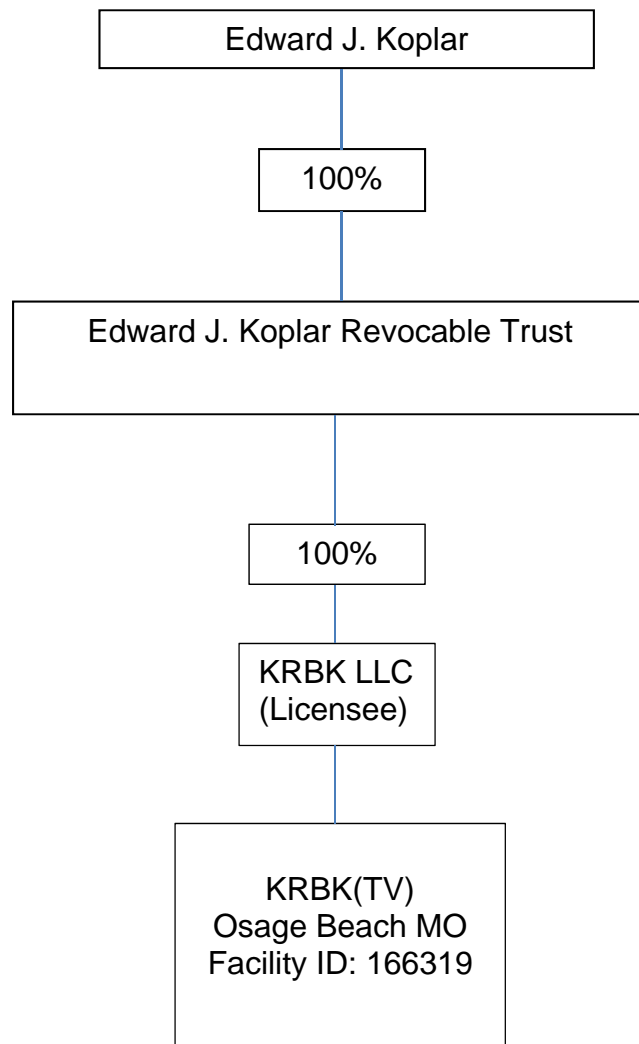 Edward J. Koplar
100%
Edward J. Koplar Revocable Trust
100%
KRBK LLC
(Licensee)
KRBK(TV)
Osage Beach MO
Facility ID: 166319